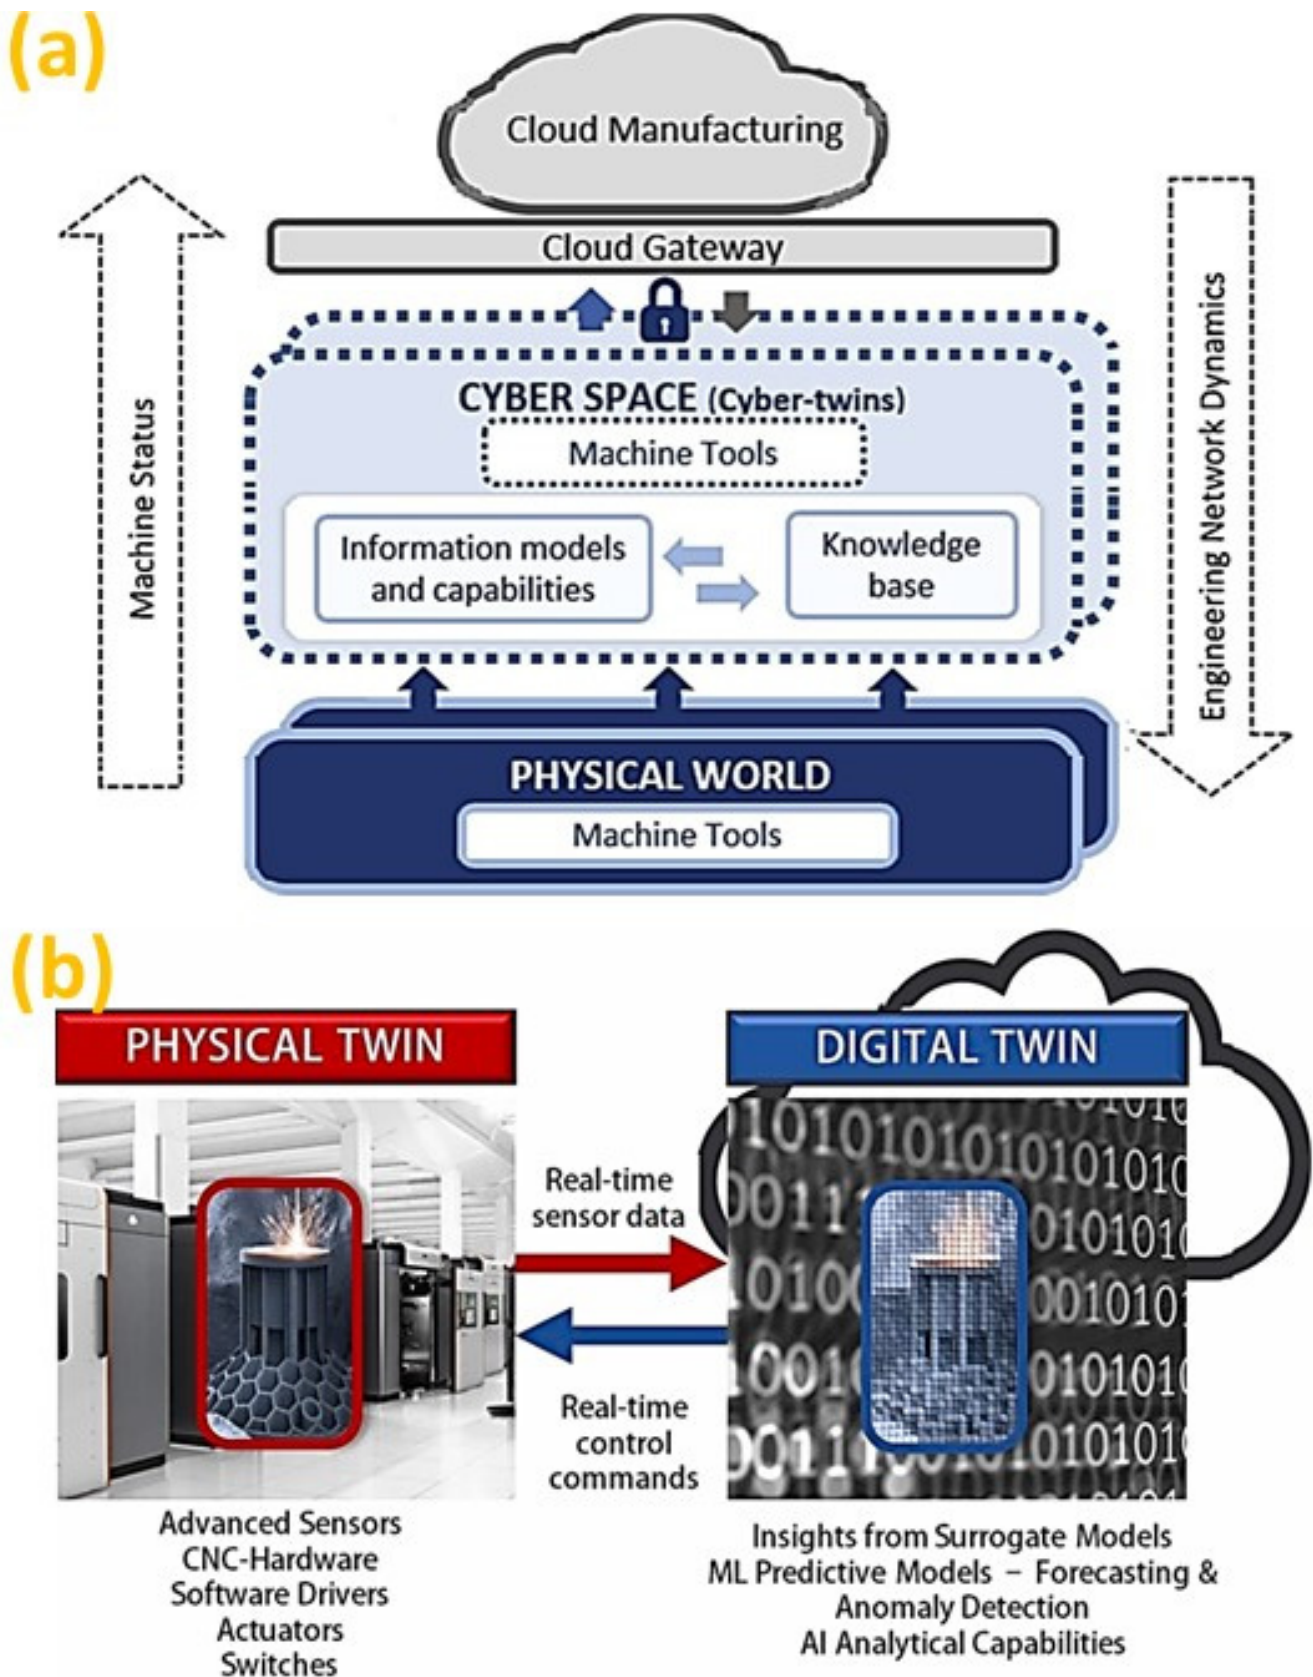 (a)
Cloud Manufacturing
Cloud Gateway
Machine Status
Engineering Network Dynamics
CYBER SPACE (Cyber-twins)
Machine Tools
Information models
and capabilities
Knowledge
base
PHYSICAL WORLD
Machine Tools
(b)
PHYSICAL TWIN
DIGITAL TWIN
Real-time
sensor data
Real-time
control
commands
Advanced Sensors
CNC-Hardware
Software Drivers
Actuators
Switches
Insights from Surrogate Models
ML Predictive Models – Forecasting &
Anomaly Detection
AI Analytical Capabilities